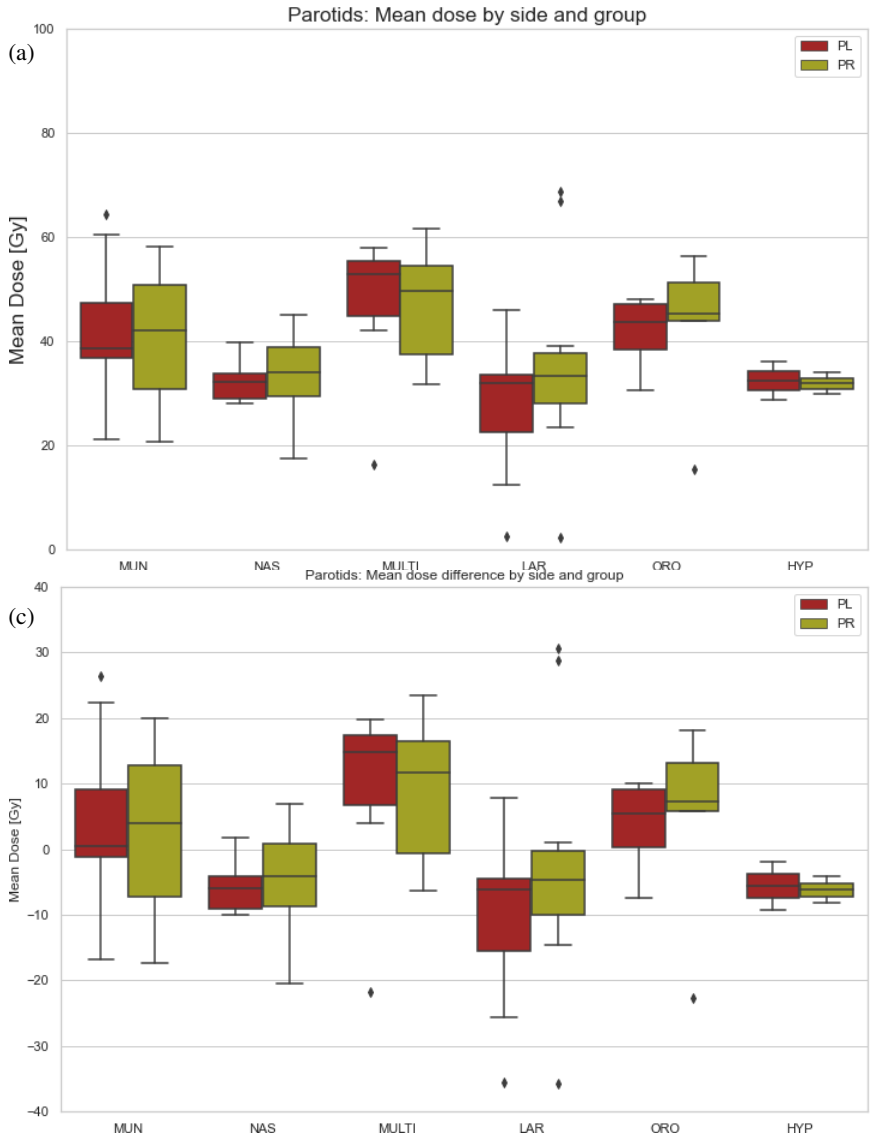 Parotids: Mean dose by side and group
(a)
PL
PR
100
80
60
40
20
0
Mean Dose [Gy]
MUN NAS MULTI LAR ORO HYP
Parotids: Mean dose difference by side and group
(c)
PL
PR
40
30
20
10
0
−10
−20
−30
−40
Mean Dose [Gy]
MUN NAS MULTI LAR ORO HYP